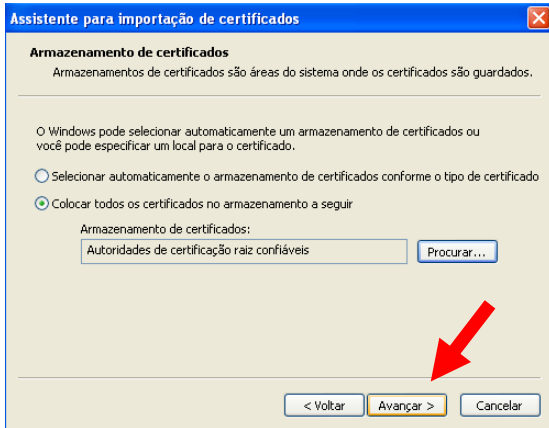 Assistente para importação de certificados
Armazenamento de certificados
Armazenamentos de certificados são áreas do sistema onde os certificados são guardados.
O Windows pode selecionar automaticamente um armazenamento de certificados ou
você pode especificar um local para o certificado.
Selecionar automaticamente o armazenamento de certificados conforme o tipo de certificado
Colocar todos os certificados no armazenamento a seguir
Armazenamento de certificados:
Autoridades de certificação raiz confiáveis
Procurar...
< Voltar
Avançar >
Cancelar